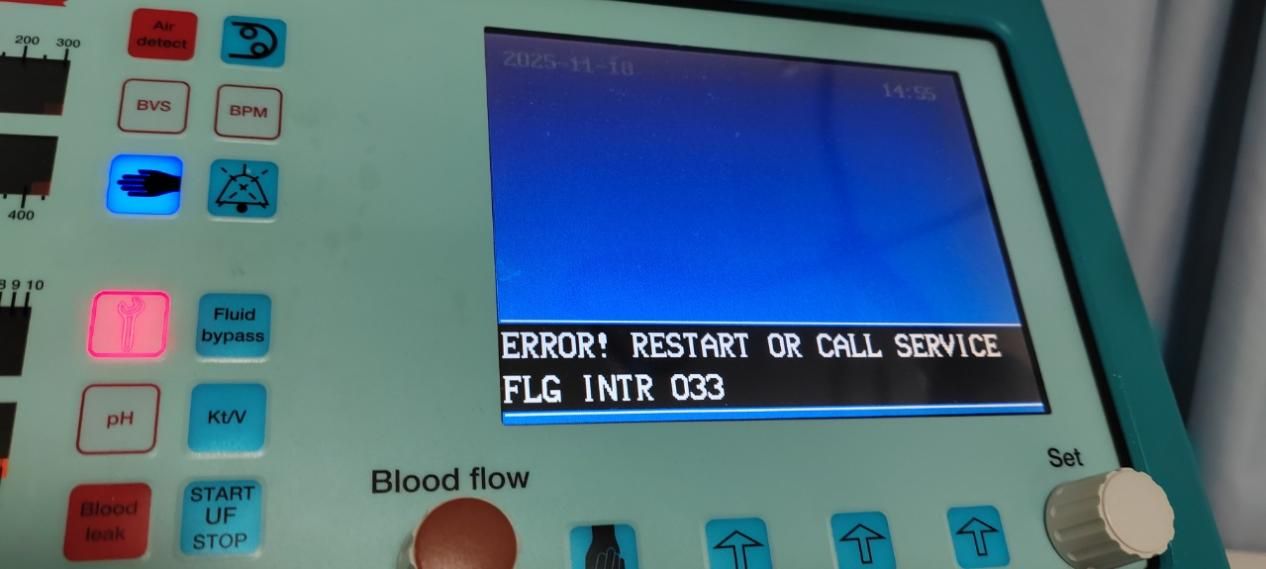 200 300
400
8 9 10
Air
detect
BVS
BPM
Fluid
bypass
pH
Kt/V
Blood
leak
START
UF
STOP
2025-11-18
14:55
ERROR! RESTART OR CALL SERVICE
FLG INTR 033
Blood flow
Set